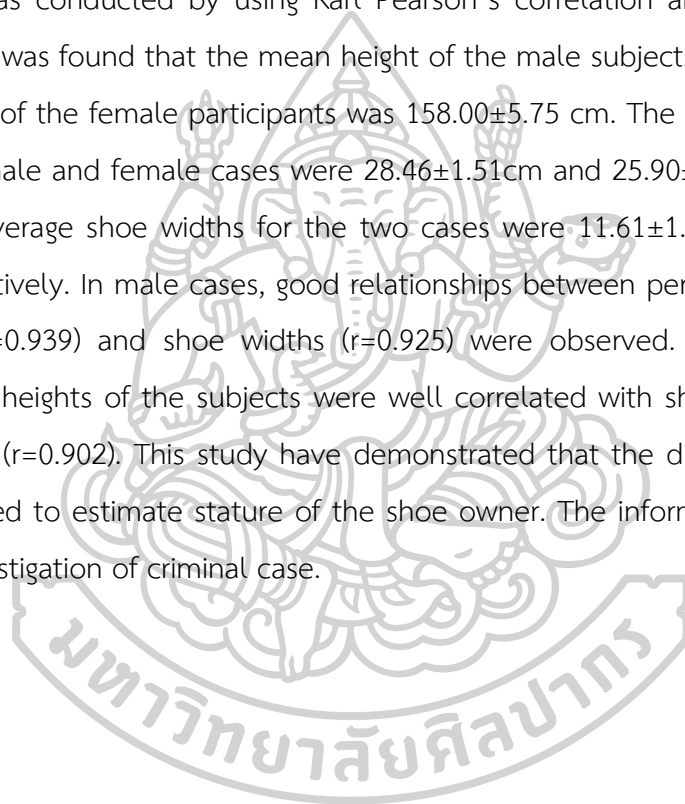 as conducted by using Karl Pearson's correlation a
was found that the mean height of the male subject
of the female participants was 158.00±5.75 cm. The
nale and female cases were 28.46±1.51cm and 25.90±
verage shoe widths for the two cases were 11.61±1.
tively. In male cases, good relationships between per
=0.939) and shoe widths (r=0.925) were observed.
heights of the subjects were well correlated with sh
(r=0.902). This study have demonstrated that the d
ed to estimate stature of the shoe owner. The inforr
stigation of criminal case.
มหาวิทยาลัยศิลปากร